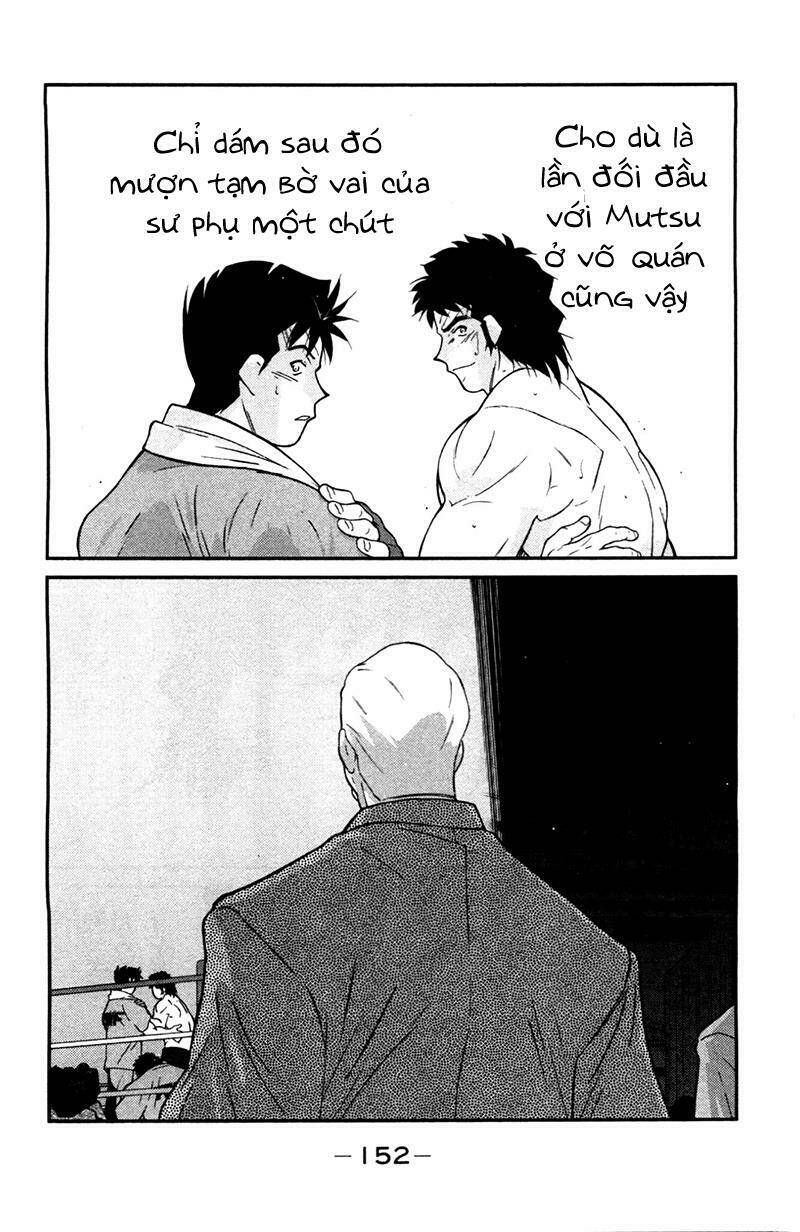 Cho dù là
lần đối đầu
với Mutsu
ở võ quán
cũng vậy
Chỉ dám sau đó
mượn tạm bờ vai của
sư phụ một chút
-152-